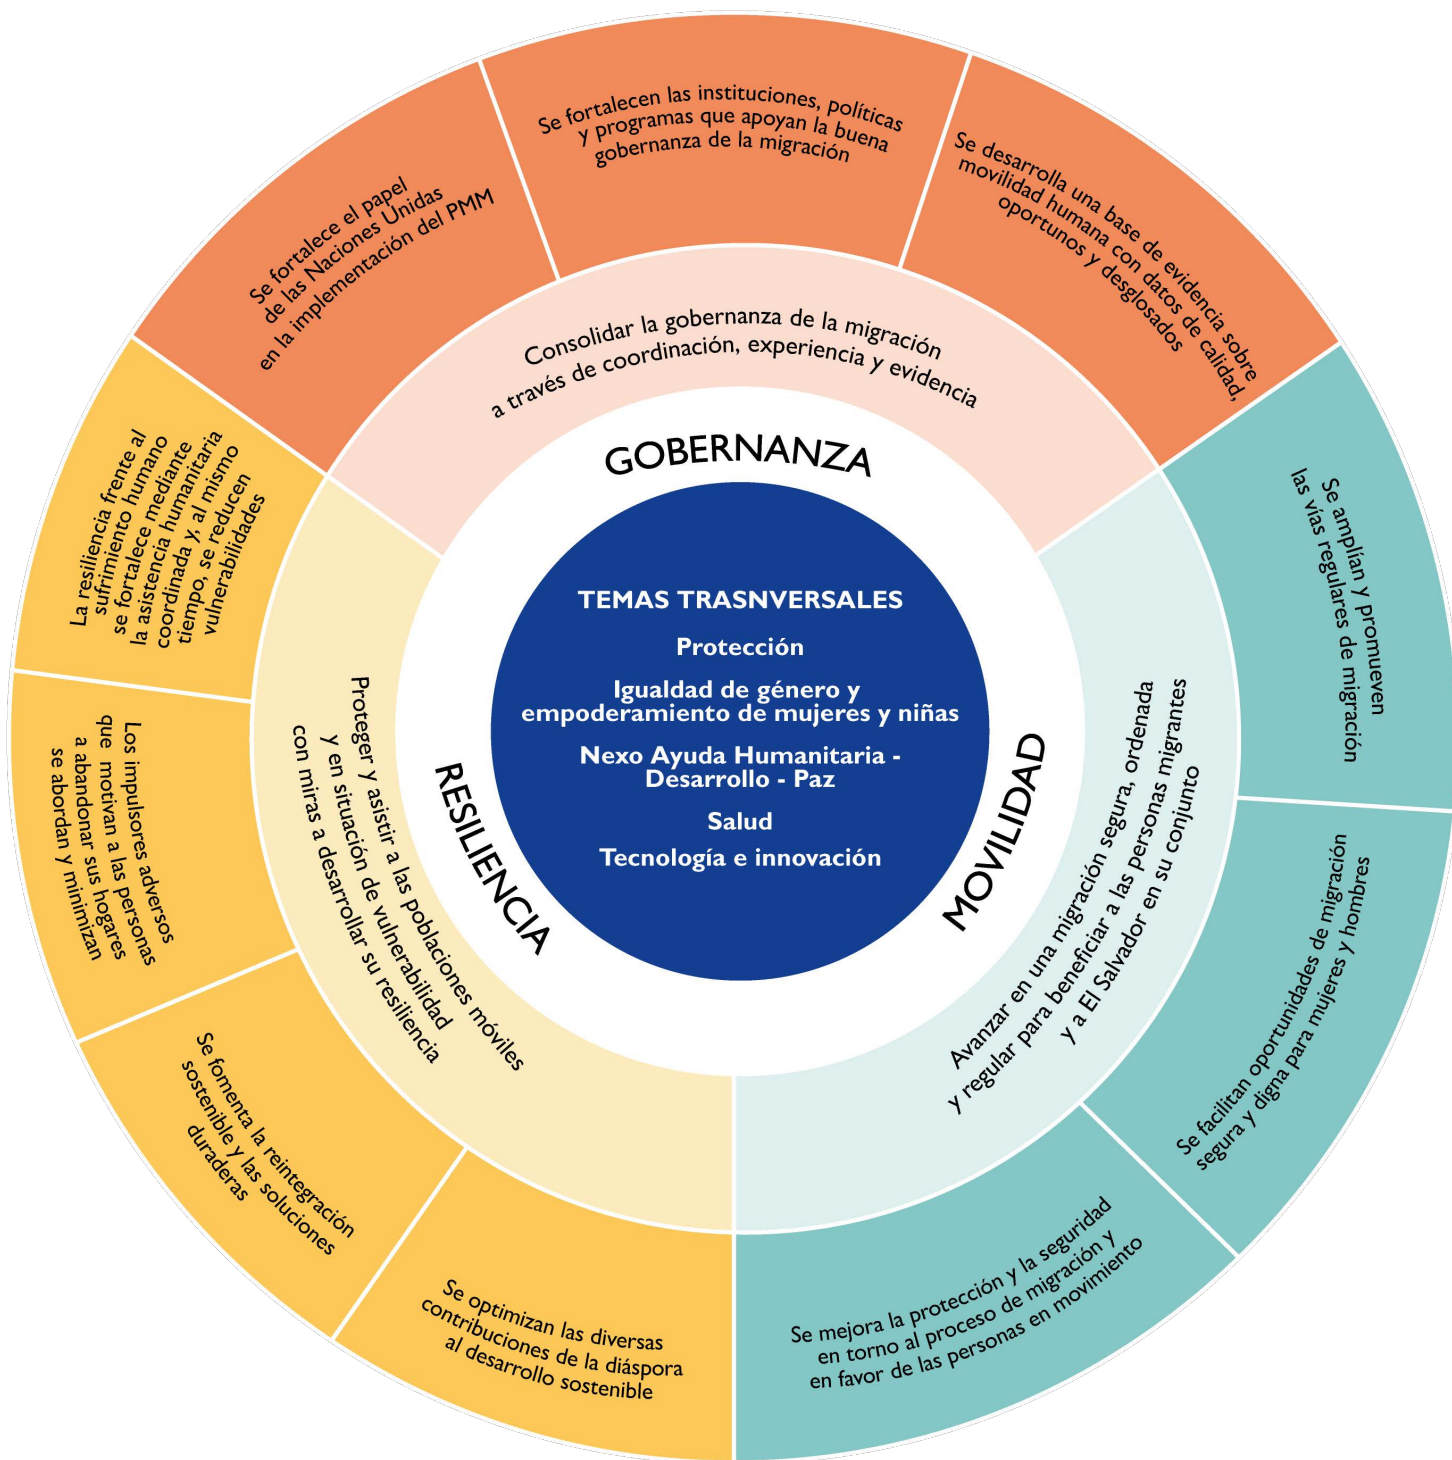 Se fortalece el papel
de las Naciones Unidas
en la implementación del PMM
Se fortalecen las instituciones, políticas
y programas que apoyan la buena
gobernanza de la migración
Se desarrolla una base de evidencia sobre
movilidad humana con datos de calidad,
oportunos y desglosados
Consolidar la gobernanza de la migración
a través de coordinación, experiencia y evidencia
GOBERNANZA
TEMAS TRASNVERSALES
Protección
Igualdad de género y
empoderamiento de mujeres y niñas
Nexo Ayuda Humanitaria -
Desarrollo - Paz
Salud
Tecnología e innovación
MOVILIDAD
Avanzar en una migración segura, ordenada
y regular para beneficiar a las personas migrantes
y a El Salvador en su conjunto
Se amplían y promueven
las vías regulares de migración
Se facilitan oportunidades de migración
segura y digna para mujeres y hombres
Se mejora la protección y la seguridad
en torno al proceso de migración y
en favor de las personas en movimiento
RESILIENCIA
Proteger y asistir a las poblaciones móviles
y en situación de vulnerabilidad
con miras a desarrollar su resiliencia
La resiliencia frente al
sufrimiento humano
se fortalece mediante
la asistencia humanitaria
coordinada y, al mismo
tiempo, se reducen
vulnerabilidades
Los impulsores adversos
que motivan a las personas
a abandonar sus hogares
se abordan y minimizan
Se fomenta la reintegración
sostenible y las soluciones
duraderas
Se optimizan las diversas
contribuciones de la diáspora
al desarrollo sostenible